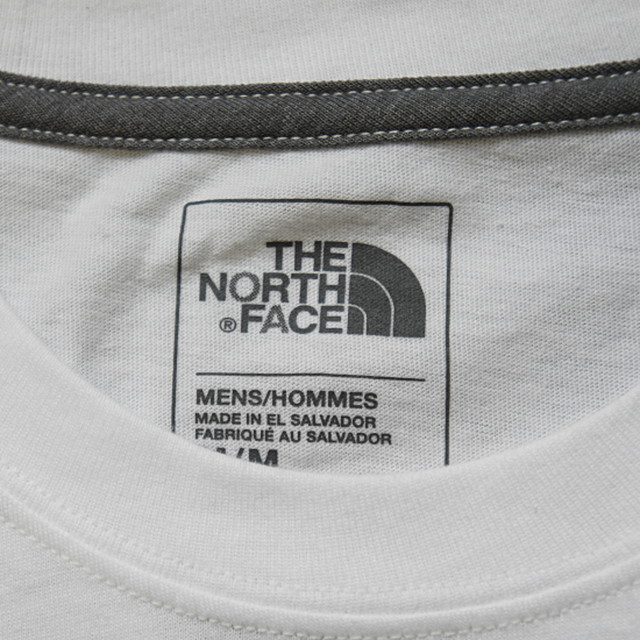 THE
NORTH
®FACE
MENS/HOMMES
MADE IN EL SALVADOR
FABRIQUÉ AU SALVADOR